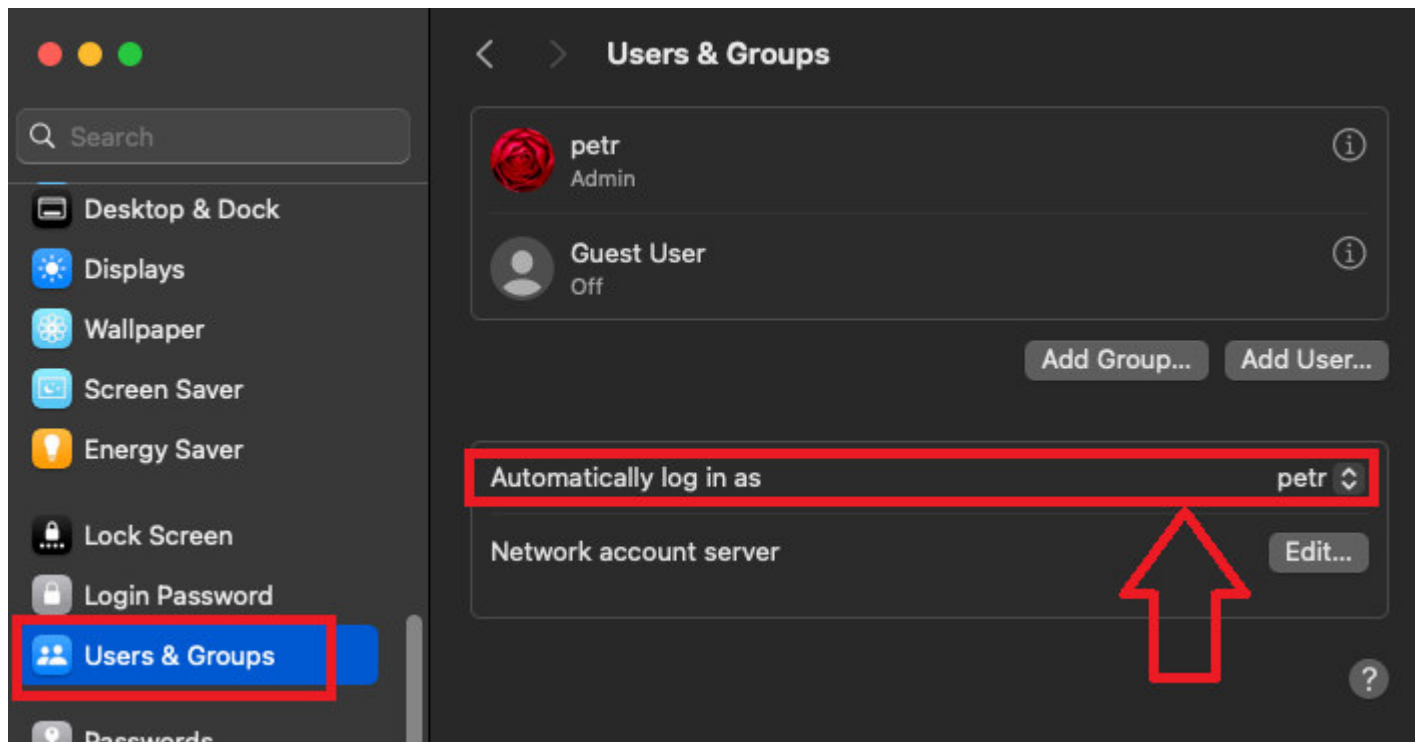 Search
Desktop & Dock
Displays
Wallpaper
Screen Saver
Energy Saver
Lock Screen
Login Password
Users & Groups
Passwords
Users & Groups
petr
Admin
Guest User
Off
Add Group...
Add User...
Automatically log in as
petr
Network account server
Edit...
?